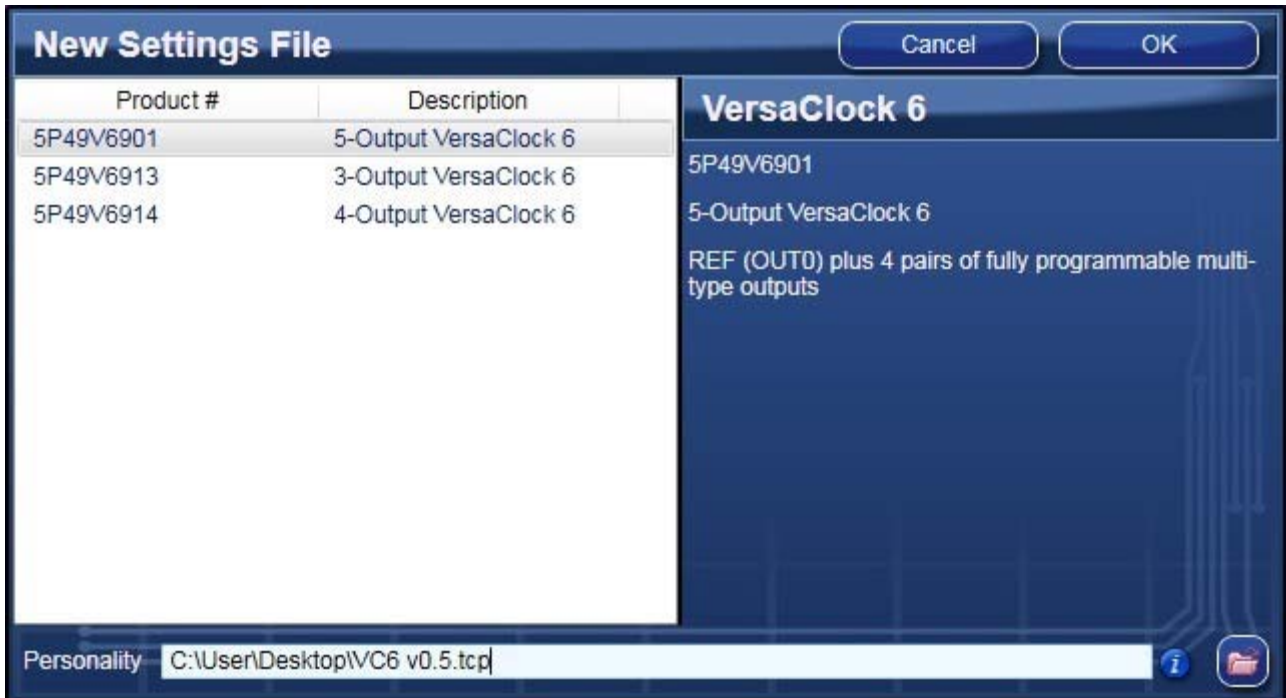 New Settings File
Cancel
OK
Product #
Description
5P49V6901
5-Output VersaClock 6
5P49V6913
3-Output VersaClock 6
5P49V6914
4-Output VersaClock 6
VersaClock 6
5P49V6901
5-Output VersaClock 6
REF (OUT0) plus 4 pairs of fully programmable multi-
type outputs
Personality
C:\User\Desktop\VC6 v0.5.tcp
i